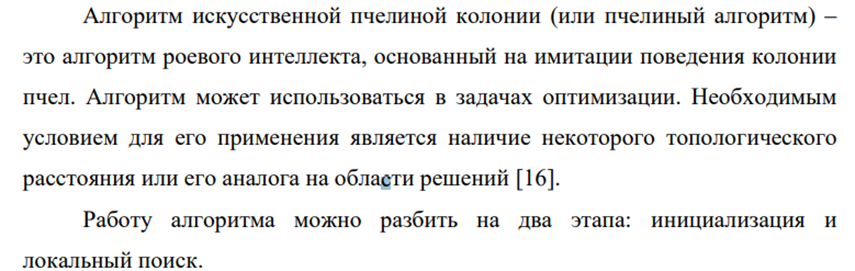 Алгоритм искусственной пчелиной колонии (или пчелиный алгоритм) –
это алгоритм роевого интеллекта, основанный на имитации поведения колонии
пчел. Алгоритм может использоваться в задачах оптимизации. Необходимым
условием для его применения является наличие некоторого топологического
расстояния или его аналога на области решений [16].
Работу алгоритма можно разбить на два этапа: инициализация и
локальный поиск.